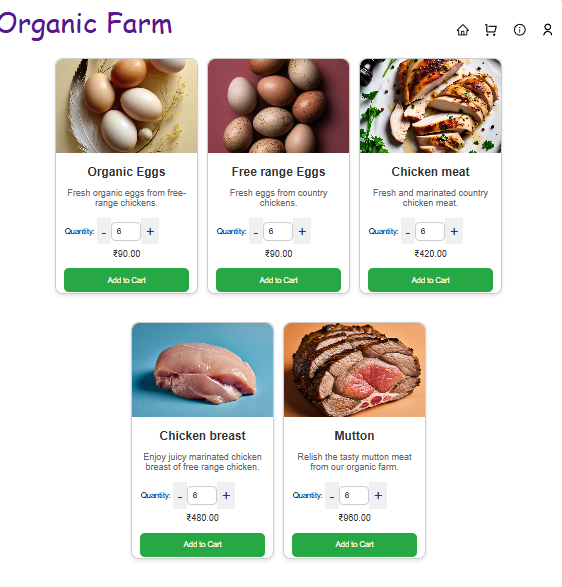 Organic Farm
Organic Eggs
Fresh organic eggs from free-
range chickens.
Quantity: - 6 +
₹90.00
Add to Cart
Free range Eggs
Fresh eggs from country
chickens.
Quantity: - 6 +
₹90.00
Add to Cart
Chicken meat
Fresh and marinated country
chicken meat.
Quantity: - 6 +
₹420.00
Add to Cart
Chicken breast
Enjoy juicy marinated chicken
breast of free range chicken.
Quantity: - 6 +
₹480.00
Add to Cart
Mutton
Relish the tasty mutton meat
from our organic farm.
Quantity: - 6 +
₹960.00
Add to Cart